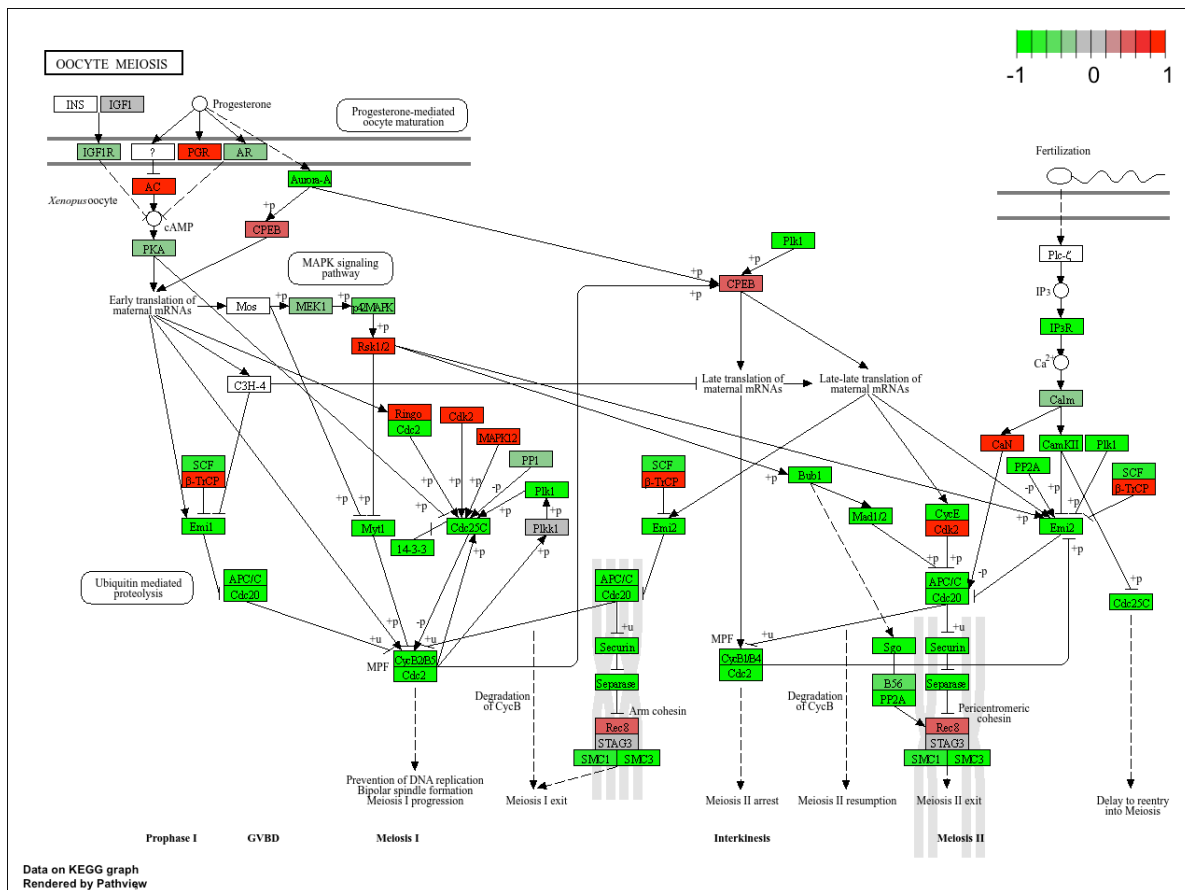 OOCYTE MEIOSIS
-1 0 1
INS IGF1
Progesterone
Progesterone-mediated
oocyte maturation
IGF1R ? PGR AR
Fertilization
AC
Aurora-A
Xenopus oocyte
cAMP
+p
CPEB
PKA
Plk1
Plc-ζ
MAPK signaling
pathway
+p
+p
CPEB
+p
IP3
Early translation of
maternal mRNAs
Mos +p MEK1 +p p42MAPK
+p
IP3R
Rsk1/2
Ca2+
C3H-4
Late translation of
maternal mRNAs
Late-late translation of
maternal mRNAs
Calm
Ringo
Cdc2
Cdk2
MAPK12
CaN
CamKII
Plk1
PP1
SCF
β-TrCP
SCF
β-TrCP
+p
Bub1
PP2A
SCF
β-TrCP
-p
+p
-p
+p
+p
Plk1
Emi1
+p
+p
Myt1
+p
Cdc25C
Plkk1
Emi2
Mad1/2
CycE
Cdk2
+p
Emi2
14-3-3
+p
+p
+p
+p
+p
Ubiquitin mediated
proteolysis
APC/C
Cdc20
APC/C
Cdc20
APC/C
Cdc20
-p
+p
Cdc25C
+p
-p
+u
+u
MPF
CycB2/B5
Cdc2
+u
Securin
MPF
+u
CycB1/B4
Cdc2
+u
Sgo
Securin
Separase
B56
PP2A
Separase
Degradation
of CycB
Arm cohesin
Degradation
of CycB
Pericentromeric
cohesin
Rec8
STAG3
SMC1 SMC3
Rec8
STAG3
SMC1 SMC3
Prevention of DNA replication
Bipolar spindle formation
Meiosis I progression
Meiosis I exit
Meiosis II arrest
Meiosis II resumption
Meiosis II exit
Delay to reentry
into Meiosis
Prophase I GVBD Meiosis I Interkinesis Meiosis II
Data on KEGG graph
Rendered by Pathview